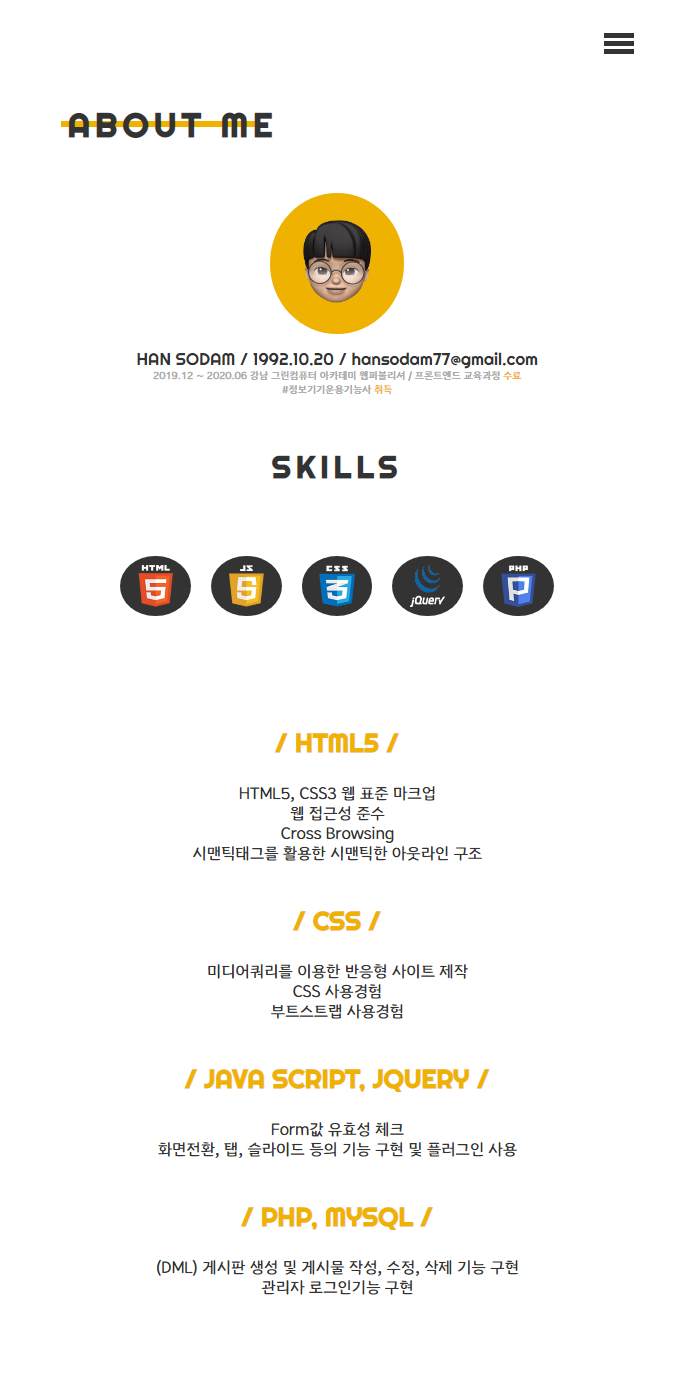 ABOUT ME
HAN SODAM / 1992.10.20 / hansodam77@gmail.com
2019.12 ~ 2020.06 강남 그린컴퓨터 아카데미 웹퍼블리셔 / 프론트엔드 교육과정 수료
#정보기기운용기능사 취득
SKILLS
HTML JS CSS jQuery PHP
/ HTML5 /
HTML5, CSS3 웹 표준 마크업
웹 접근성 준수
Cross Browsing
시맨틱태그를 활용한 시맨틱한 아웃라인 구조
/ CSS /
미디어쿼리를 이용한 반응형 사이트 제작
CSS 사용경험
부트스트랩 사용경험
/ JAVA SCRIPT, JQUERY /
Form값 유효성 체크
화면전환, 탭, 슬라이드 등의 기능 구현 및 플러그인 사용
/ PHP, MYSQL /
(DML) 게시판 생성 및 게시물 작성, 수정, 삭제 기능 구현
관리자 로그인기능 구현